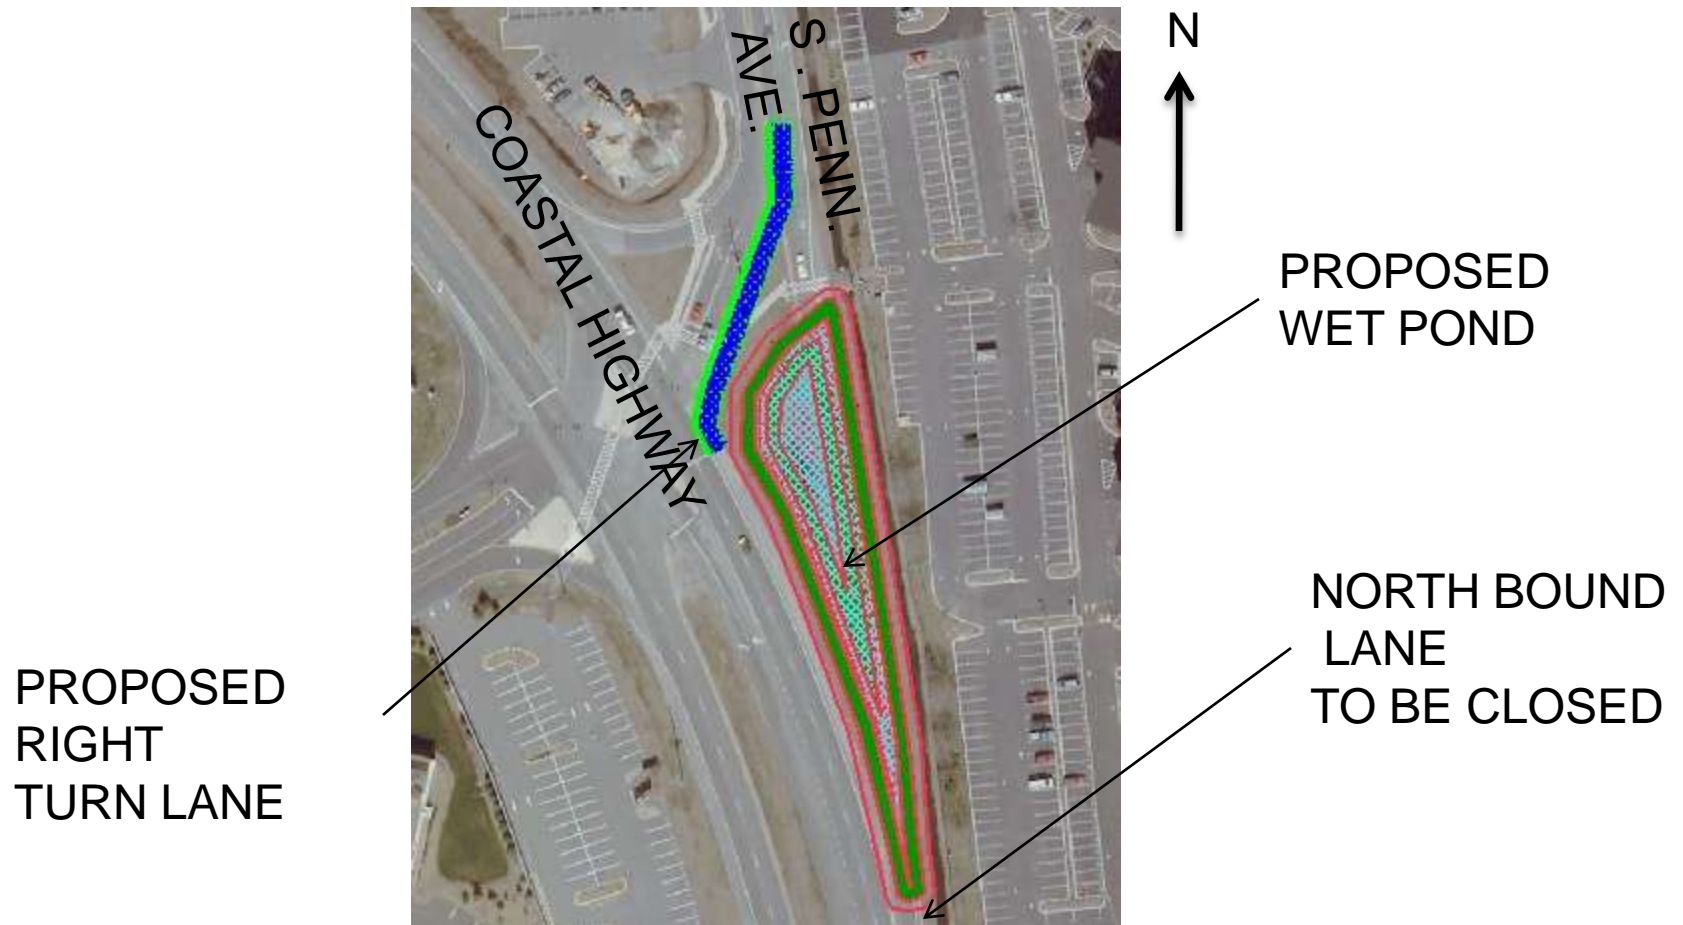 N
S . PENN.
AVE.
COASTAL HIGHWAY
PROPOSED
WET POND
NORTH BOUND
LANE
TO BE CLOSED
PROPOSED
RIGHT
TURN LANE